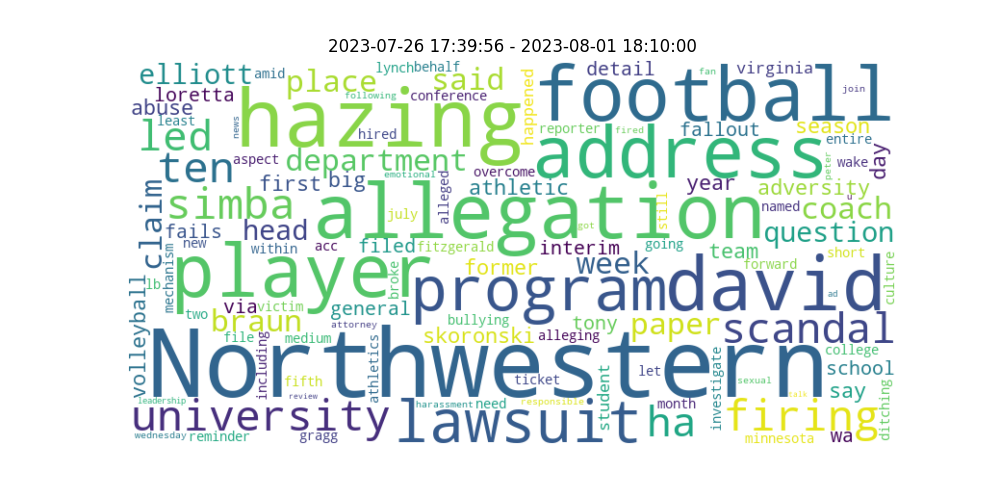 2023-07-26 17:39:56 - 2023-08-01 18:10:00
elliott amid place lynch behalf said football detail fan virginia
loretta following conference join
abuse hazing happened
least news hired reporter fired fallout season
led address entire
ten aspect department overcome peter wake day
emotional
first big alleged athletic year adversity
simba allegation still named coach
july
claim fails head got question
new within acc filed fitzgerald interim going team short
mechanism player broke former week forward culture
lb program david ad
two via victim general
braun attorney bullying tony paper scandal
file medium skoronski alleging
volleyball Northwestern college
including athletics investigate school
fifth ticket let sexual
review student say
leadership harassment need responsible month talk ditching
university lawsuit ha firing
wednesday reminder gragg minnesota wa